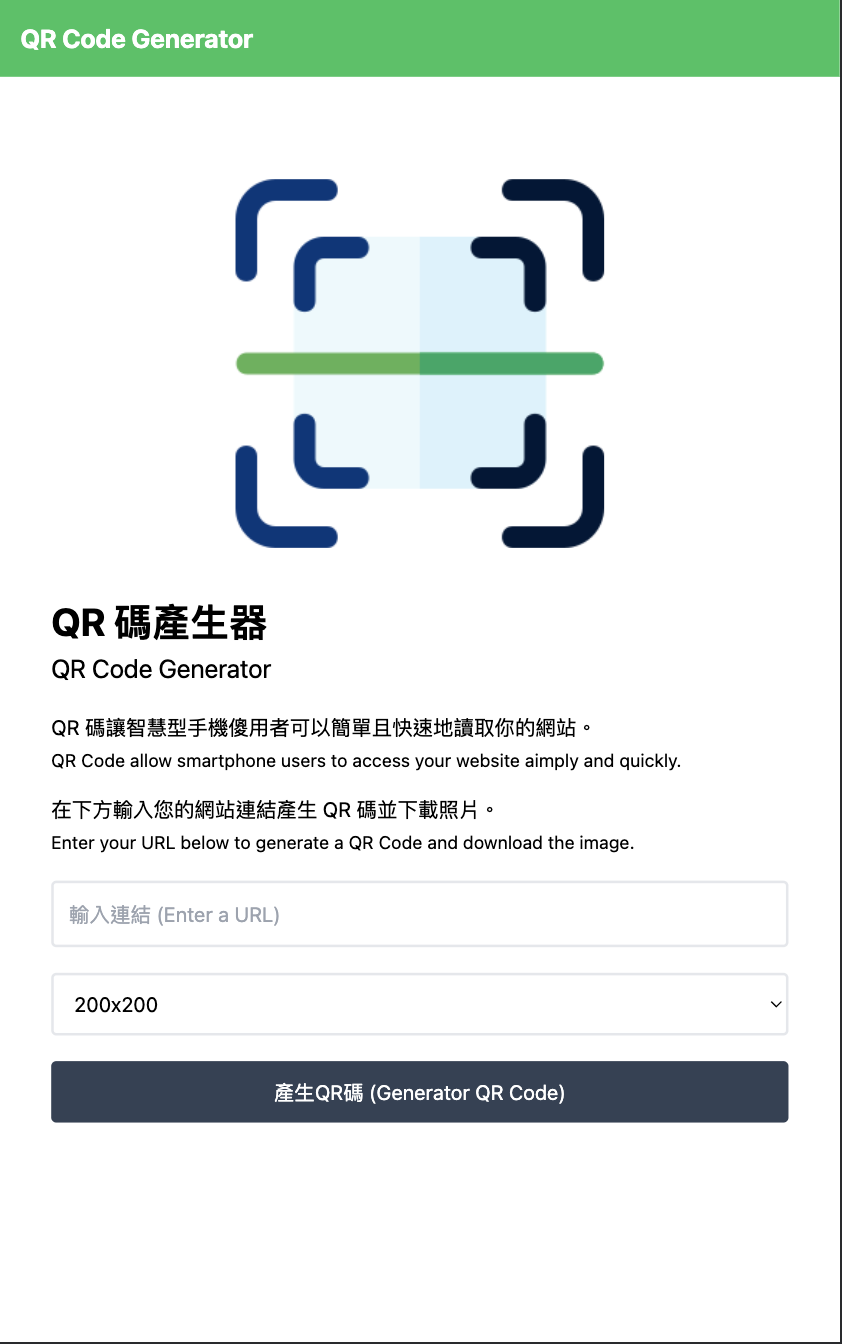 QR Code Generator
QR 碼產生器
QR Code Generator
QR 碼讓智慧型手機傻用者可以簡單且快速地讀取你的網站。
QR Code allow smartphone users to access your website aimply and quickly.
在下方輸入您的網站連結產生 QR 碼並下載照片。
Enter your URL below to generate a QR Code and download the image.
輸入連結 (Enter a URL)
200x200
產生QR碼 (Generator QR Code)